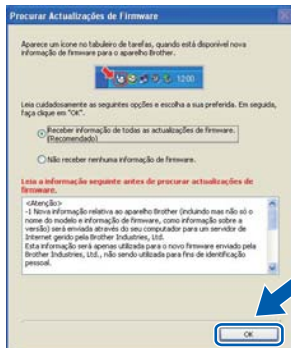 Procurar Actualizações de Firmware
Aparece um ícone no tabuleiro de tarefas, quando está disponível nova
informação de firmware para o aparelho Brother.
12:00
Leia cuidadosamente as seguintes opções e escolha a sua preferida. Em seguida,
faça clique em "OK".
Receber informação de todas as actualizações de firmware.
(Recomendado)
Não receber nenhuma informação de firmware.
Leia a informação seguinte antes de procurar actualizações de
firmware.
<Atenção>
-1 Nova informação relativa ao aparelho Brother (incluindo mas não só o
nome do modelo e informação de firmware, como informação sobre a
versão) será enviada através do seu computador para um servidor de
Internet gerido pela Brother Industries, Ltd.
Esta informação será apenas utilizada para o novo firmware enviado pela
Brother Industries, Ltd., não sendo utilizada para fins de identificação
pessoal.
OK